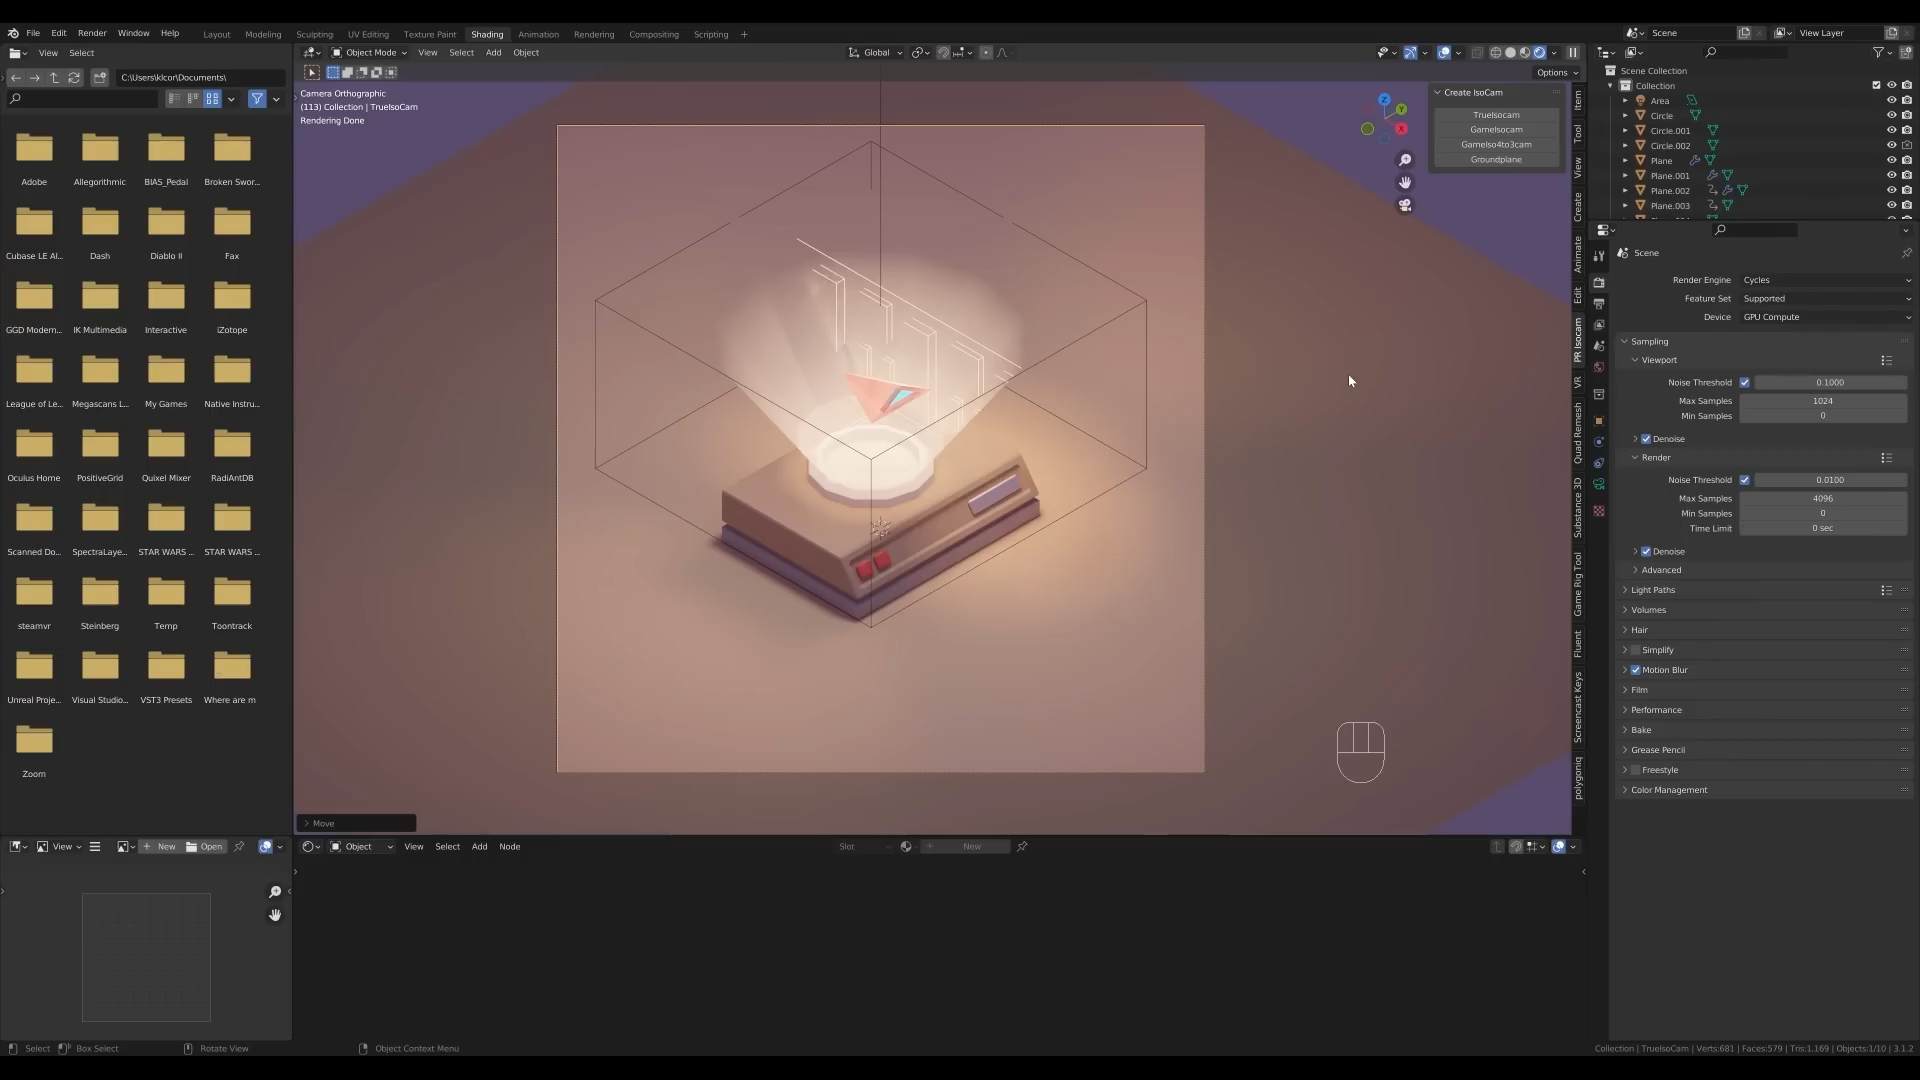 File Edit Render Window Help Layout Modeling Sculpting UV Editing Texture Paint Shading Animation Rendering Compositing Scripting +
Scene View Layer
View Select
Object Mode View Select Add Object Global
C:\Users\klcor\Documents\
Options
Adobe Allegorithmic BIAS_Pedal Broken Swor...
Cubase LE AI... Dash Diablo II Fax
GGD Modern... IK Multimedia Interactive iZotope
League of Le... Megascans L... My Games Native Instru...
Oculus Home PositiveGrid Quixel Mixer RadiAntDB
Scanned Do... SpectraLaye... STAR WARS ... STAR WARS ...
steamvr Steinberg Temp Toontrack
Unreal Proje... Visual Studio... VST3 Presets Where are m
Zoom
Camera Orthographic
(113) Collection | TrueIsoCam
Rendering Done
Z
Y
X
Create IsoCam
TrueIsocam
GameIsocam
GameIso4to3cam
Groundplane
Item
Tool
View
Create
Animate
Edit
PR Isocam
VR
Quad Remesh
Substance 3D
Game Rig Tool
Fluent
Screencast Keys
polygoniq
Move
Scene Collection
Collection
Area
Circle
Circle.001
Circle.002
Plane
Plane.001
Plane.002
Plane.003
Scene
Render Engine Cycles
Feature Set Supported
Device GPU Compute
Sampling
Viewport
Noise Threshold 0.1000
Max Samples 1024
Min Samples 0
Denoise
Render
Noise Threshold 0.0100
Max Samples 4096
Min Samples 0
Time Limit 0 sec
Denoise
Advanced
Light Paths
Volumes
Hair
Simplify
Motion Blur
Film
Performance
Bake
Grease Pencil
Freestyle
Color Management
View New Open
Object View Select Add Node Slot New
Select Box Select Rotate View Object Context Menu
Collection | TrueIsoCam | Verts:681 | Faces:579 | Tris:1,169 | Objects:1/10 | 3.1.2